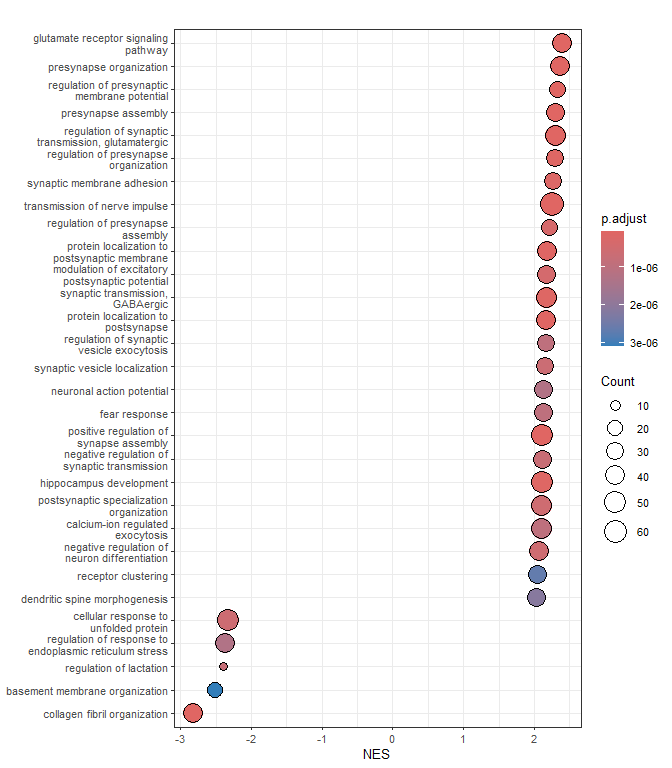 glutamate receptor signaling
pathway
presynapse organization
regulation of presynaptic
membrane potential
presynapse assembly
regulation of synaptic
transmission, glutamatergic
regulation of presynapse
organization
synaptic membrane adhesion
transmission of nerve impulse
regulation of presynapse
assembly
protein localization to
postsynaptic membrane
modulation of excitatory
postsynaptic potential
synaptic transmission,
GABAergic
protein localization to
postsynapse
regulation of synaptic
vesicle exocytosis
synaptic vesicle localization
neuronal action potential
fear response
positive regulation of
synapse assembly
negative regulation of
synaptic transmission
hippocampus development
postsynaptic specialization
organization
calcium-ion regulated
exocytosis
negative regulation of
neuron differentiation
receptor clustering
dendritic spine morphogenesis
cellular response to
unfolded protein
regulation of response to
endoplasmic reticulum stress
regulation of lactation
basement membrane organization
collagen fibril organization
-3 -2 -1 0 1 2
NES
p.adjust
1e-06
2e-06
3e-06
Count
10
20
30
40
50
60